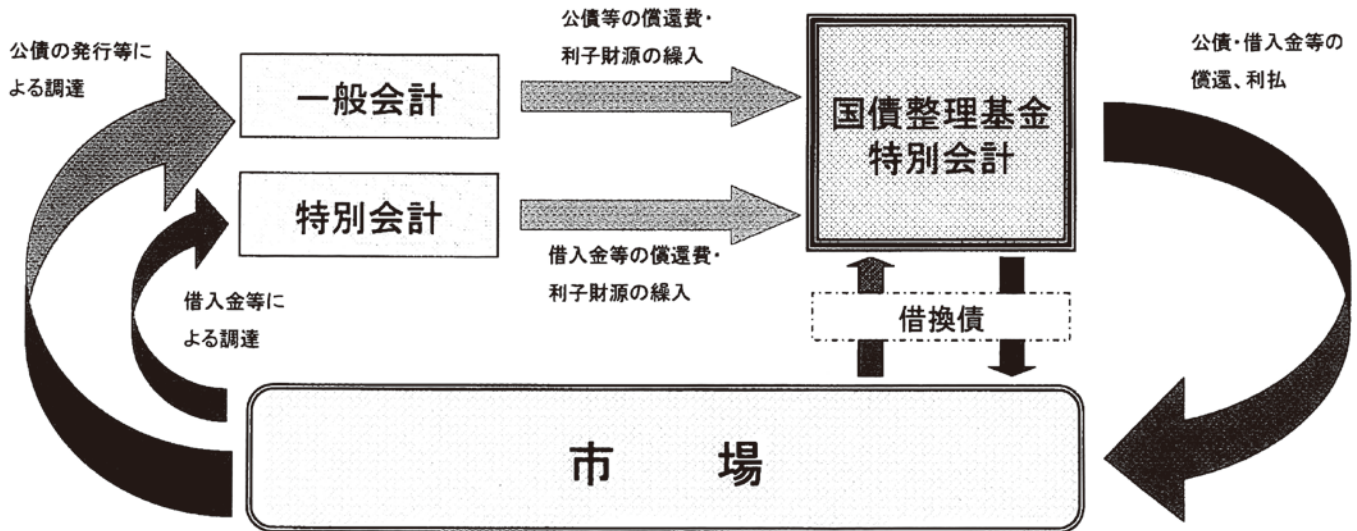 公債の発行等に
よる調達
一般会計
公債等の償還費・
利子財源の繰入
国債整理基金
特別会計
公債・借入金等の
償還、利払
特別会計
借入金等の償還費・
利子財源の繰入
借入金等に
よる調達
借換債
市 場